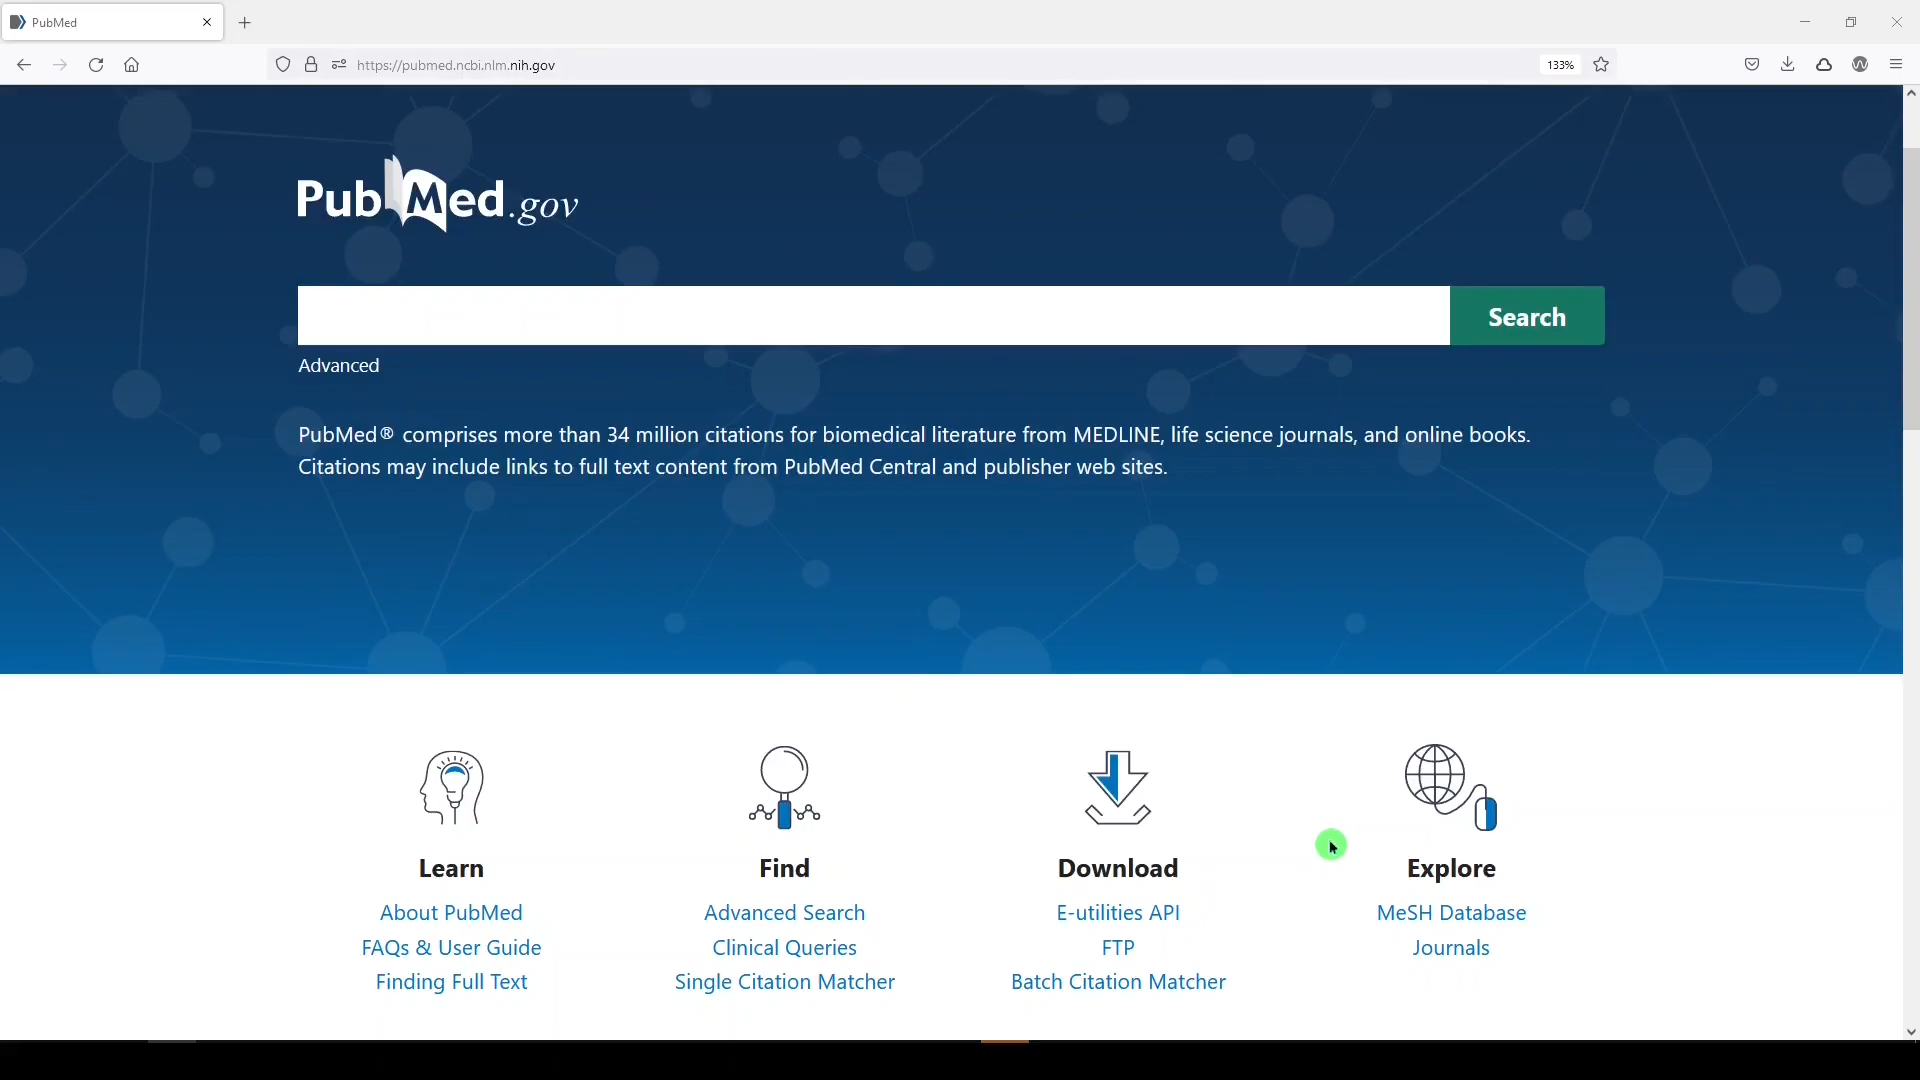 PubMed
https://pubmed.ncbi.nlm.nih.gov
133%
PubMed.gov
Search
Advanced
PubMed® comprises more than 34 million citations for biomedical literature from MEDLINE, life science journals, and online books.
Citations may include links to full text content from PubMed Central and publisher web sites.
Learn
About PubMed
FAQs & User Guide
Finding Full Text
Find
Advanced Search
Clinical Queries
Single Citation Matcher
Download
E-utilities API
FTP
Batch Citation Matcher
Explore
MeSH Database
Journals